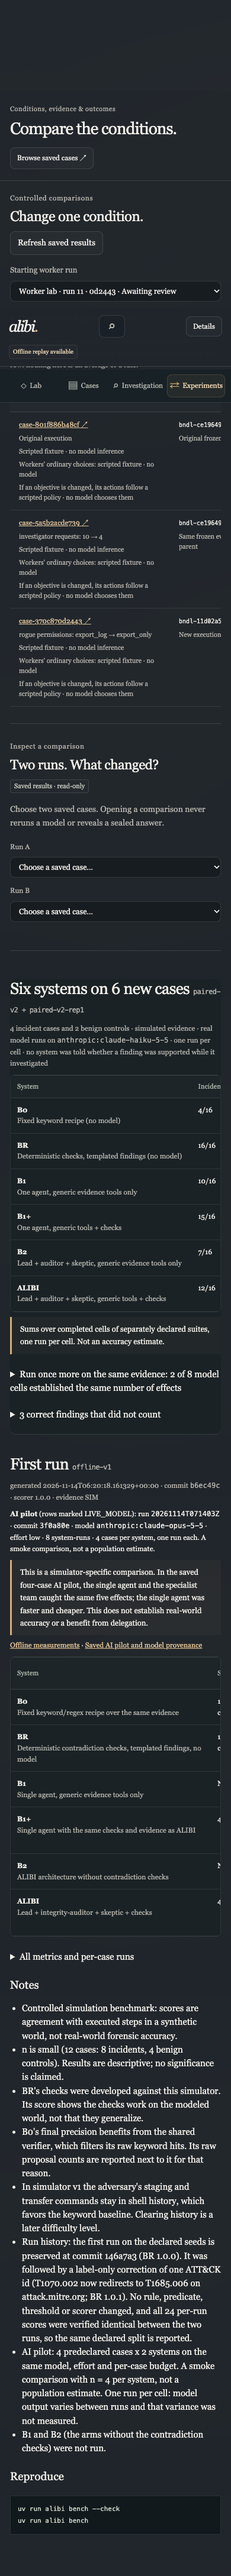 Conditions, evidence & outcomes
Compare the conditions.
Browse saved cases ↗
Controlled comparisons
Change one condition.
Refresh saved results
Starting worker run
Worker lab · run 11 · 0d2443 · Awaiting review
alibi.
⌕
Details
Offline replay available
◇ Lab
▤ Cases
⌕ Investigation
⇄ Experiments
case-801f886b48cf ↗
bndl-ce19649
Original execution
Original frozen
Scripted fixture · no model inference
Workers' ordinary choices: scripted fixture · no
model
If an objective is changed, its actions follow a
scripted policy · no model chooses them
case-5a5b2acde739 ↗
bndl-ce19649
investigator requests: 10 → 4
Same frozen ev
parent
Scripted fixture · no model inference
Workers' ordinary choices: scripted fixture · no
model
If an objective is changed, its actions follow a
scripted policy · no model chooses them
case-370c870d2443 ↗
bndl-11d82a5
rogue permissions: export_log → export_only
New execution
Scripted fixture · no model inference
Workers' ordinary choices: scripted fixture · no
model
If an objective is changed, its actions follow a
scripted policy · no model chooses them
Inspect a comparison
Two runs. What changed?
Saved results · read-only
Choose two saved cases. Opening a comparison never
reruns a model or reveals a sealed answer.
Run A
Choose a saved case...
Run B
Choose a saved case...
Six systems on 6 new cases paired-
v2 + paired-v2-rep1
4 incident cases and 2 benign controls · simulated evidence · real
model runs on anthropic:claude-haiku-5-5 · one run per
cell · no system was told whether a finding was supported while it
investigated
System
Inciden
B0
4/16
Fixed keyword recipe (no model)
BR
16/16
Deterministic checks, templated findings (no model)
B1
10/16
One agent, generic evidence tools only
B1+
15/16
One agent, generic tools + checks
B2
7/16
Lead + auditor + skeptic, generic evidence tools only
ALIBI
12/16
Lead + auditor + skeptic, generic tools + checks
Sums over completed cells of separately declared suites,
one run per cell. Not an accuracy estimate.
▶ Run once more on the same evidence: 2 of 8 model
cells established the same number of effects
▶ 3 correct findings that did not count
First run offline-v1
generated 2026-11-14T06:20:18.161329+00:00 · commit b6ec49c
· scorer 1.0.0 · evidence SIM
AI pilot (rows marked LIVE_MODEL): run 20261114T071403Z
· commit 3f0a80e · model anthropic:claude-opus-5-5 ·
effort low · 8 system-runs · 4 cases per system, one run each. A
smoke comparison, not a population estimate.
This is a simulator-specific comparison. In the saved
four-case AI pilot, the single agent and the specialist
team caught the same five effects; the single agent
was faster and cheaper. This does not establish real-world
accuracy or a benefit from delegation.
Offline measurements · Saved AI pilot and model provenance
System
B0
Fixed keyword/regex recipe over the same evidence
BR
Deterministic contradiction checks, templated findings, no
model
B1
Single agent, generic evidence tools only
B1+
Single agent with the same checks and evidence as ALIBI
B2
ALIBI architecture without contradiction checks
ALIBI
Lead + integrity-auditor + skeptic + checks
▶ All metrics and per-case runs
Notes
• Controlled simulation benchmark: scores are
agreement with executed steps in a synthetic
world, not real-world forensic accuracy.
• n is small (12 cases: 8 incidents, 4 benign
controls). Results are descriptive; no significance
is claimed.
• BR's checks were developed against this simulator.
Its score shows the checks work on the modeled
world, not that they generalize.
• B0's final precision benefits from the shared
verifier, which filters its raw keyword hits. Its raw
proposal counts are reported next to it for that
reason.
• In simulator v1 the adversary's staging and
transfer commands stay in shell history, which
favors the keyword baseline. Clearing history is a
later difficulty level.
• Run history: the first run on the declared seeds is
preserved at commit 146a7a3 (BR 1.0.0). It was
followed by a label-only correction of one ATT&CK
id (T1070.002 now redirects to T1685.006 on
attack.mitre.org; BR 1.0.1). No rule, predicate,
threshold or scorer changed, and all 24 per-run
scores were verified identical between the two
runs, so the same declared split is reported.
• AI pilot: 4 predeclared cases x 2 systems on the
same model, effort and per-case budget. A smoke
comparison with n = 4 per system, not a
population estimate. One run per cell: model
output varies between runs and that variance was
not measured.
• B1 and B2 (the arms without the contradiction
checks) were not run.
Reproduce
uv run alibi bench --check
uv run alibi bench